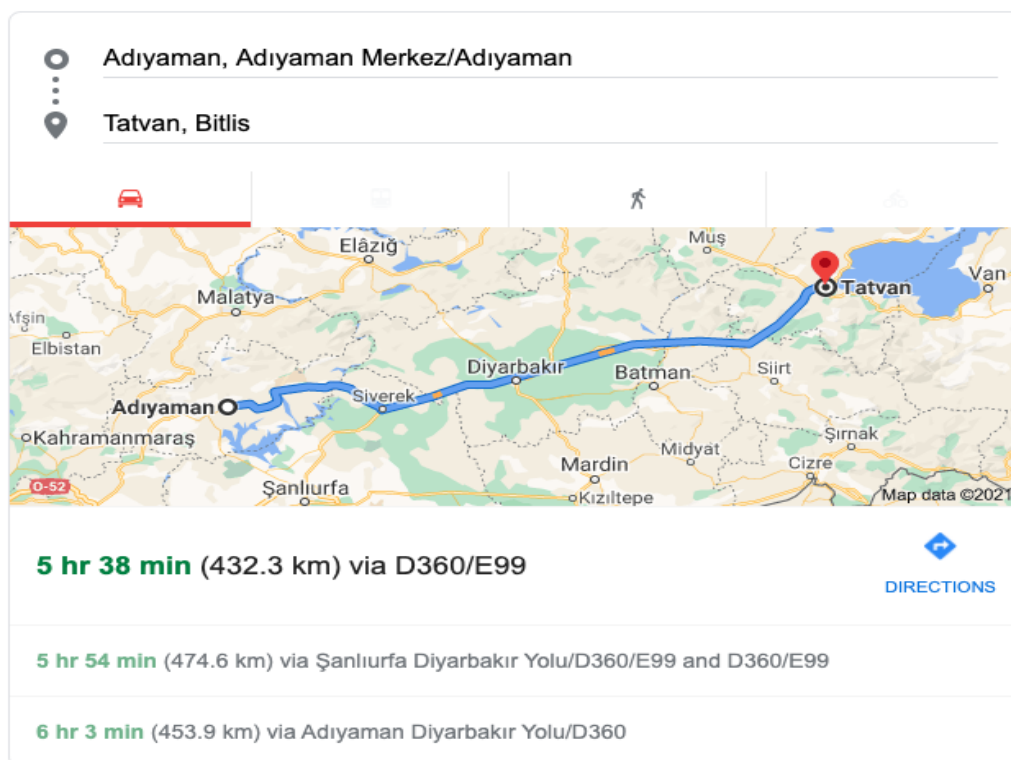 Adıyaman, Adıyaman Merkez/Adıyaman
Tatvan, Bitlis
Elâzığ
Muş
Van
Tatvan
Malatya
Afşin
Elbistan
Diyarbakır
Batman
Siirt
Siverek
Adıyaman
Kahramanmaraş
Şırnak
Midyat
Mardin
Cizre
O-52
Şanlıurfa
Kızıltepe
Map data ©2021
5 hr 38 min (432.3 km) via D360/E99
DIRECTIONS
5 hr 54 min (474.6 km) via Şanlıurfa Diyarbakır Yolu/D360/E99 and D360/E99
6 hr 3 min (453.9 km) via Adıyaman Diyarbakır Yolu/D360